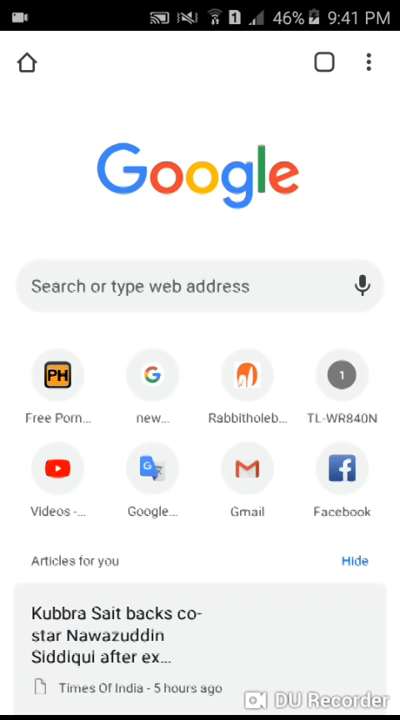 1 46% 9:41 PM
Google
Search or type web address
PH G 1
Free Porn... new... Rabbitholeb... TL-WR840N
G
Videos -... Google... Gmail Facebook
Articles for you Hide
Kubbra Sait backs co-
star Nawazuddin
Siddiqui after ex...
Times Of India - 5 hours ago
DU Recorder